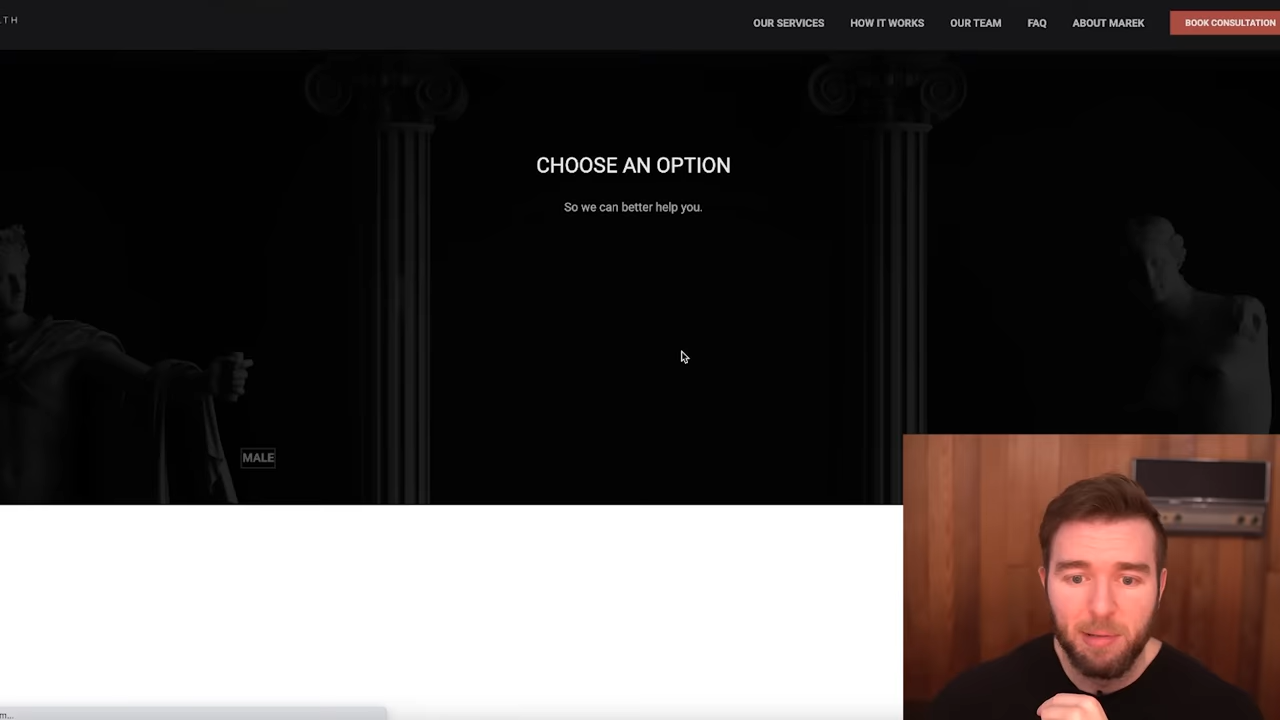 LTH
OUR SERVICES
HOW IT WORKS
OUR TEAM
FAQ
ABOUT MAREK
BOOK CONSULTATION
CHOOSE AN OPTION
So we can better help you.
MALE
m...